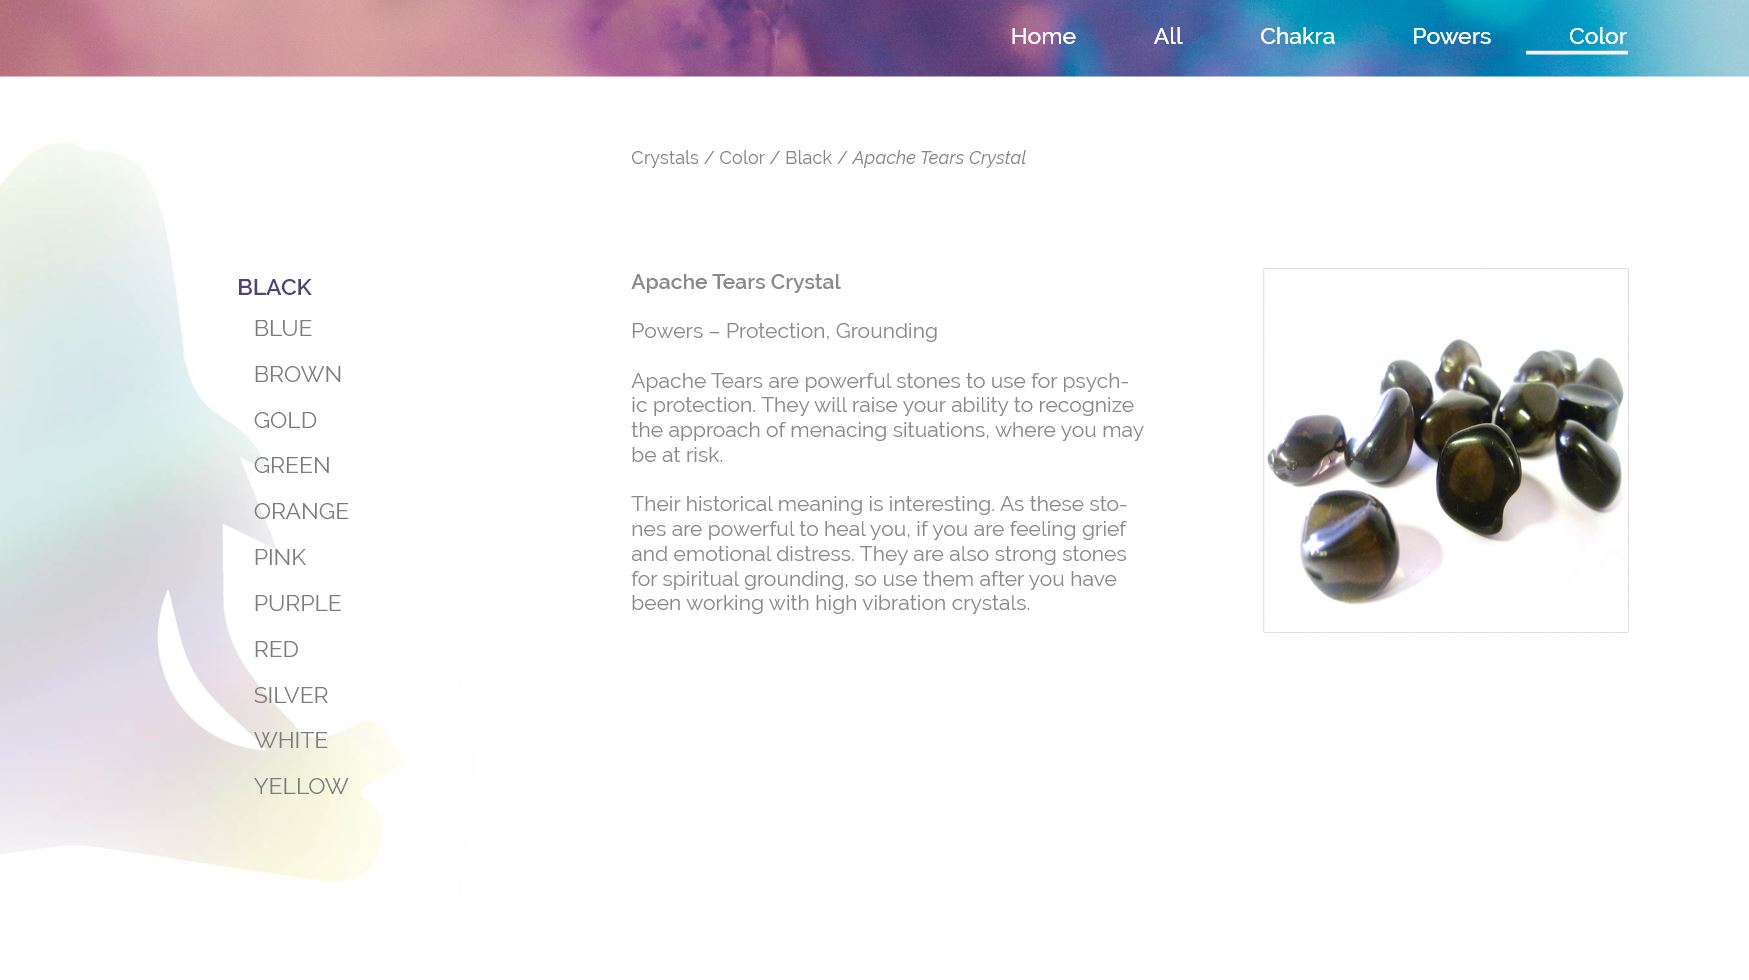 Home All Chakra Powers Color
Crystals / Color / Black / Apache Tears Crystal
BLACK
BLUE
BROWN
GOLD
GREEN
ORANGE
PINK
PURPLE
RED
SILVER
WHITE
YELLOW
Apache Tears Crystal
Powers – Protection, Grounding
Apache Tears are powerful stones to use for psych-
ic protection. They will raise your ability to recognize
the approach of menacing situations, where you may
be at risk.
Their historical meaning is interesting. As these sto-
nes are powerful to heal you, if you are feeling grief
and emotional distress. They are also strong stones
for spiritual grounding, so use them after you have
been working with high vibration crystals.